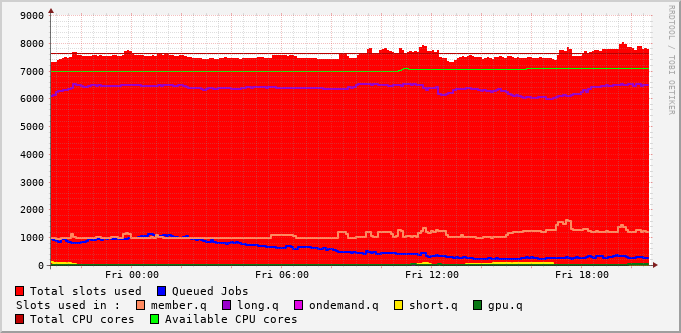 9000
8000
7000
6000
5000
4000
3000
2000
1000
0
Fri 00:00 Fri 06:00 Fri 12:00 Fri 18:00
RRDTOOL / TOBI OETIKER
Total slots used Queued Jobs
Slots used in : member.q long.q ondemand.q short.q gpu.q
Total CPU cores Available CPU cores